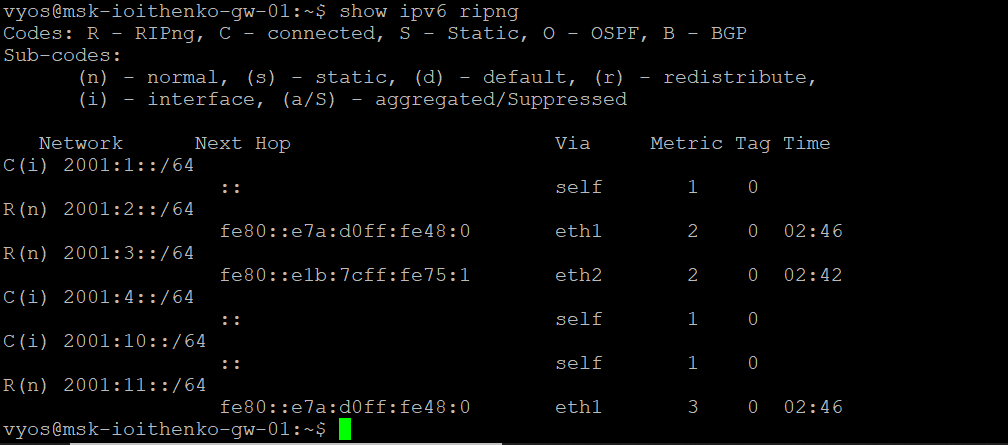 vyos@msk-ioithenko-gw-01:~$ show ipv6 ripng
Codes: R - RIPng, C - connected, S - Static, O - OSPF, B - BGP
Sub-codes:
      (n) - normal, (s) - static, (d) - default, (r) - redistribute,
      (i) - interface, (a/S) - aggregated/Suppressed

   Network      Next Hop                      Via     Metric Tag Time
C(i) 2001:1::/64
                  ::                          self       1    0
R(n) 2001:2::/64
                  fe80::e7a:d0ff:fe48:0       eth1       2    0  02:46
R(n) 2001:3::/64
                  fe80::e1b:7cff:fe75:1       eth2       2    0  02:42
C(i) 2001:4::/64
                  ::                          self       1    0
C(i) 2001:10::/64
                  ::                          self       1    0
R(n) 2001:11::/64
                  fe80::e7a:d0ff:fe48:0       eth1       3    0  02:46
vyos@msk-ioithenko-gw-01:~$